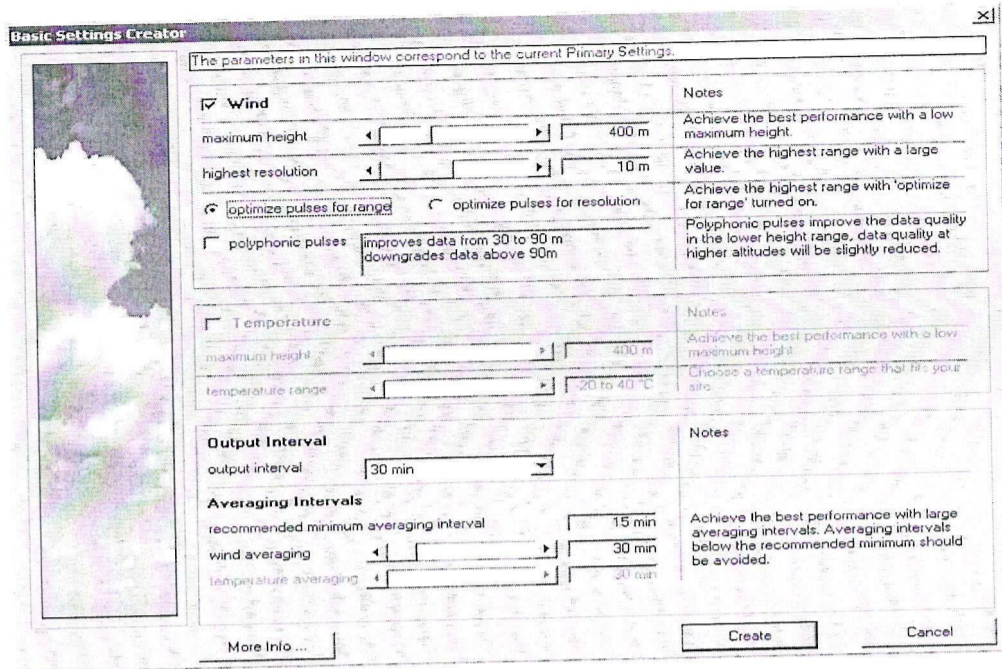 Basic Settings Creator
The parameters in this window correspond to the current Primary Settings.
Wind
Notes
maximum height
400 m
Achieve the best performance with a low
maximum height.
highest resolution
10 m
Achieve the highest range with a large
value.
optimize pulses for range
optimize pulses for resolution
Achieve the highest range with 'optimize
for range' turned on.
polyphonic pulses
improves data from 30 to 90 m
downgrades data above 90m
Polyphonic pulses improve the data quality
in the lower height range, data quality at
higher altitudes will be slightly reduced.
Temperature
Notes
maximum height
400 m
Achieve the best performance with a low
maximum height
temperature range
-20 to 40 °C
Choose a temperature range that fits your
site.
Output Interval
Notes
output interval
30 min
Averaging Intervals
recommended minimum averaging interval
15 min
wind averaging
30 min
temperature averaging
30 min
Achieve the best performance with large
averaging intervals. Averaging intervals
below the recommended minimum should
be avoided.
More Info ...
Create
Cancel